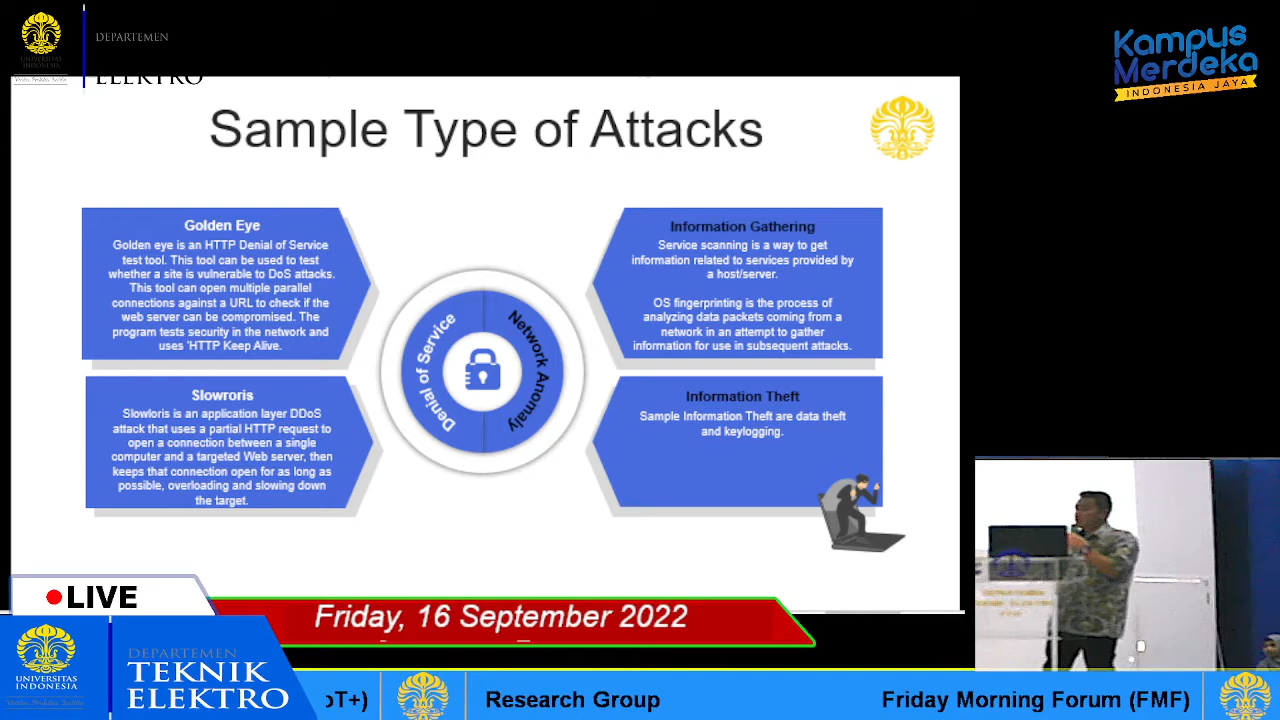 UNIVERSITAS
INDONESIA
DEPARTEMEN
ELEKTRO
Kampus
Merdeka
INDONESIA JAYA
Sample Type of Attacks
Golden Eye
Golden eye is an HTTP Denial of Service
test tool. This tool can be used to test
whether a site is vulnerable to DoS attacks.
This tool can open multiple parallel
connections against a URL to check if the
web server can be compromised. The
program tests security in the network and
uses 'HTTP Keep Alive.
Slowroris
Slowloris is an application layer DDoS
attack that uses a partial HTTP request to
open a connection between a single
computer and a targeted Web server, then
keeps that connection open for as long as
possible, overloading and slowing down
the target.
Denial of Service
Network Anomaly
Information Gathering
Service scanning is a way to get
information related to services provided by
a host/server.
OS fingerprinting is the process of
analyzing data packets coming from a
network in an attempt to gather
information for use in subsequent attacks.
Information Theft
Sample Information Theft are data theft
and keylogging.
LIVE
Friday, 16 September 2022
UNIVERSITAS
INDONESIA
DEPARTEMEN
TEKNIK
ELEKTRO
oT+)
Research Group
Friday Morning Forum (FMF)